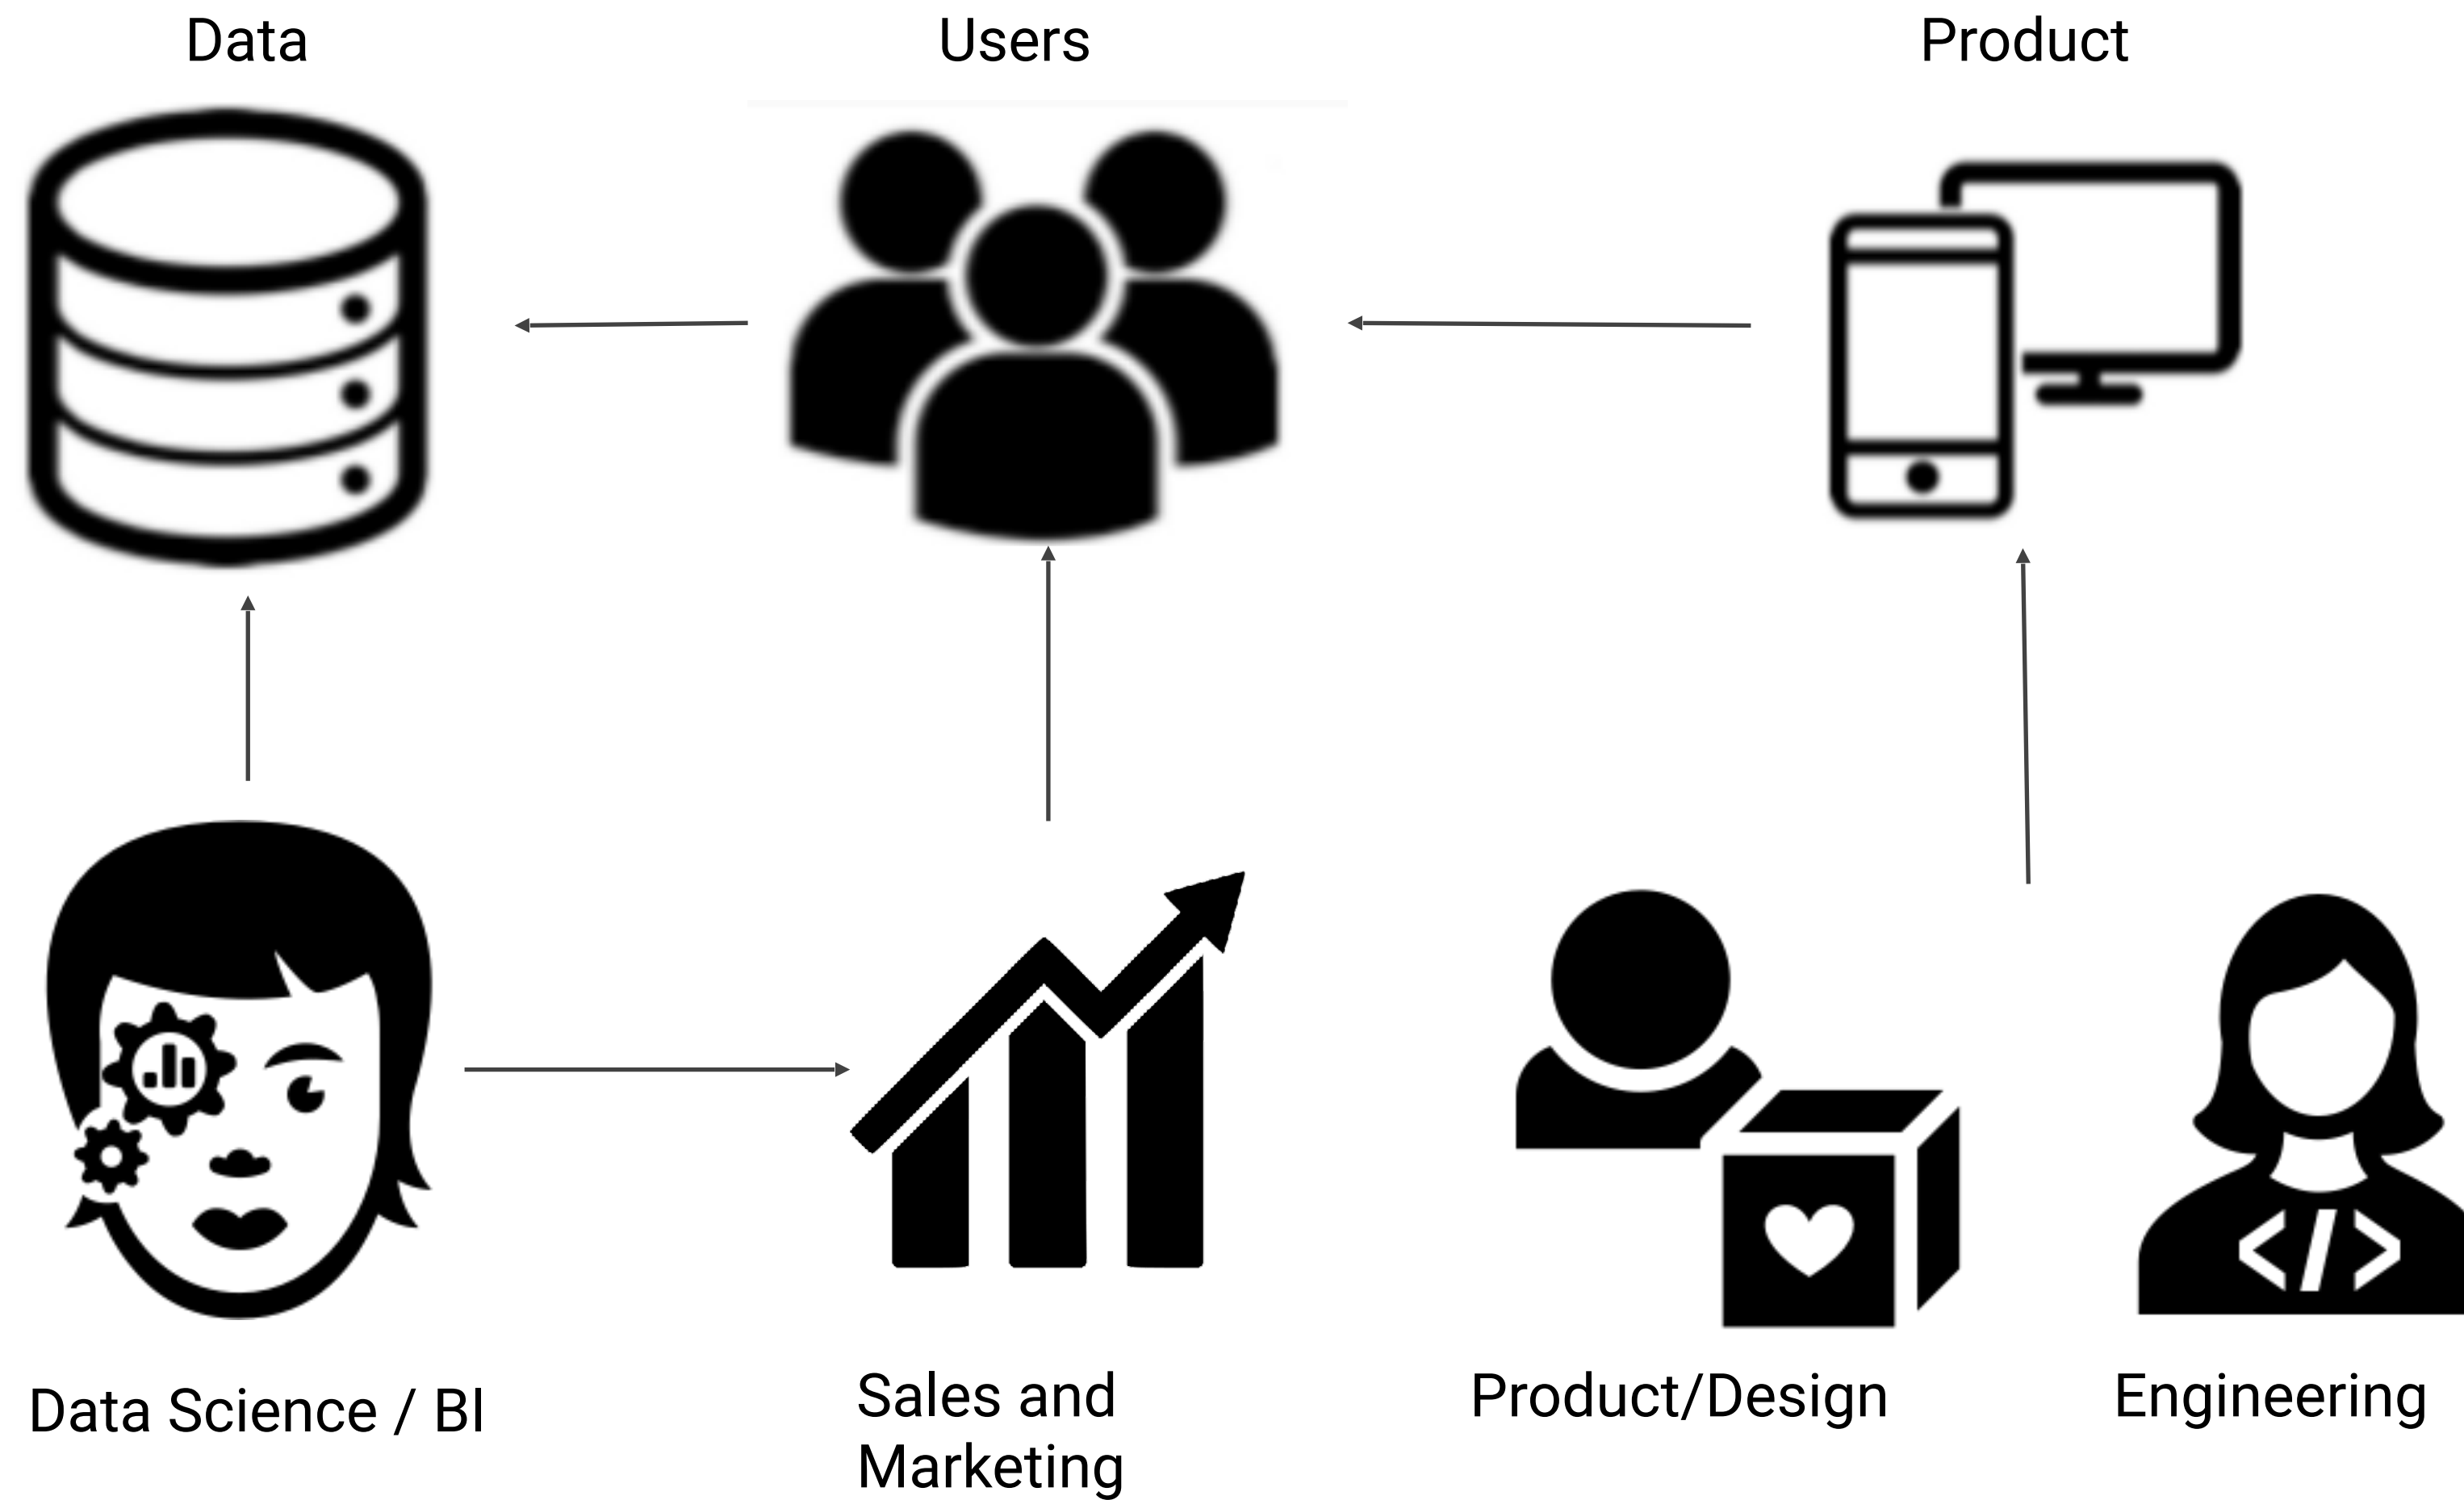 Data
Users
Product
Data Science / BI
Sales and
Marketing
Product/Design
Engineering
</>